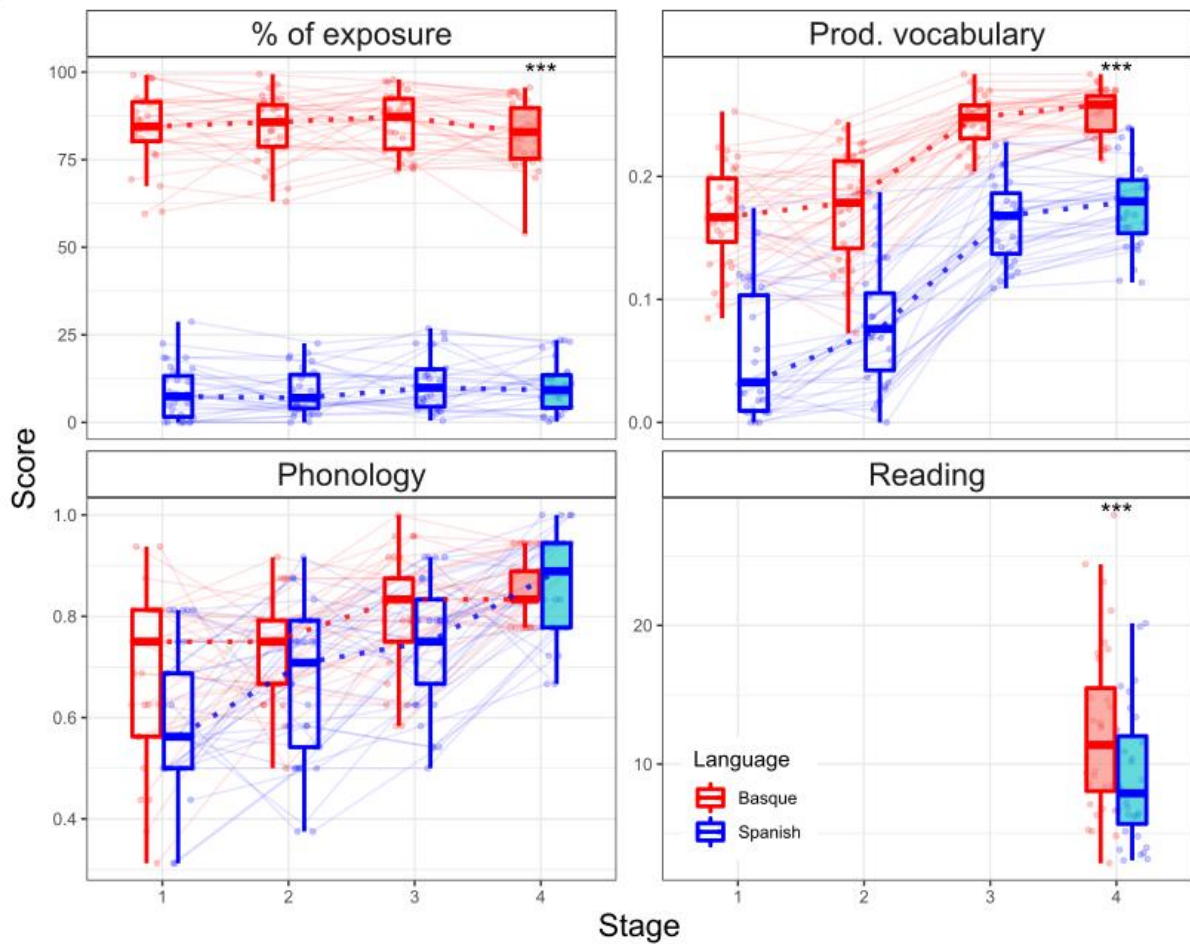 % of exposure
Prod. vocabulary
***
***
100
75
50
25
0
0.2
0.1
0.0
Score
Phonology
Reading
***
1.0
0.8
0.6
0.4
20
10
Language
Basque
Spanish
1 2 3 4
1 2 3 4
Stage